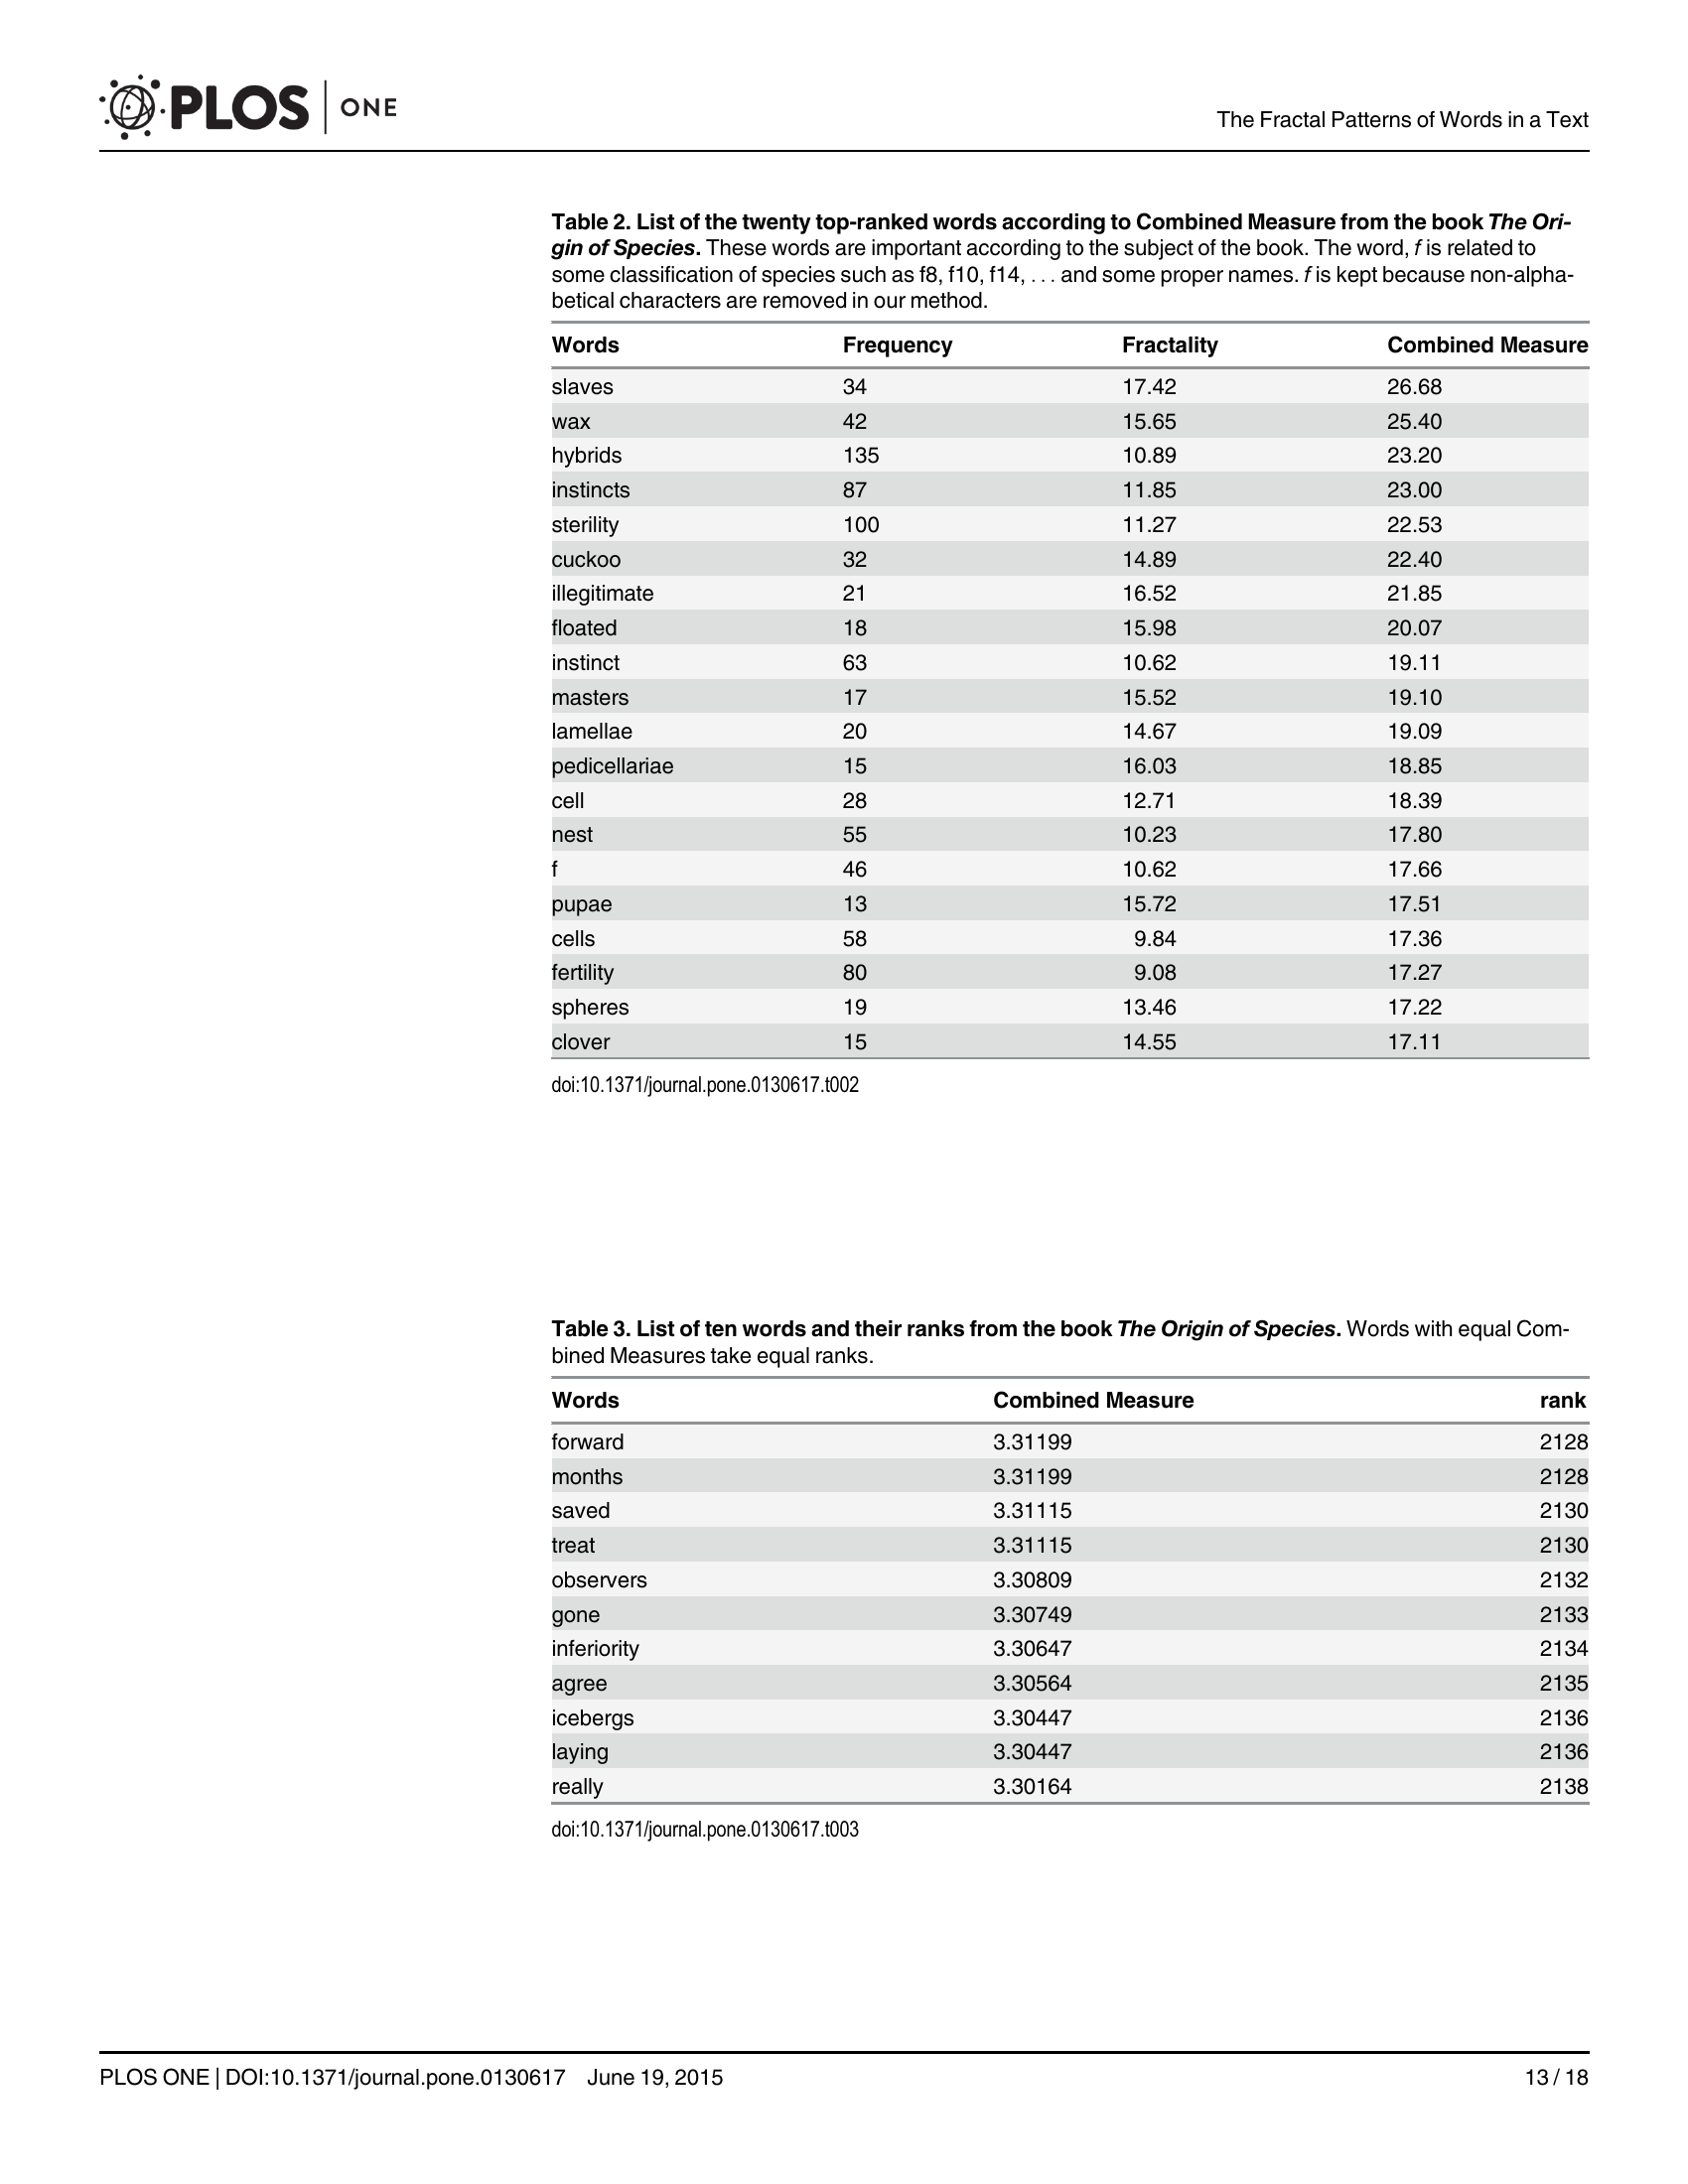 PLOS ONE
The Fractal Patterns of Words in a Text
Table 2. List of the twenty top-ranked words according to Combined Measure from the book The Ori-
gin of Species. These words are important according to the subject of the book. The word, f is related to
some classification of species such as f8, f10, f14, . . . and some proper names. f is kept because non-alpha-
betical characters are removed in our method.
Words Frequency Fractality Combined Measure
slaves 34 17.42 26.68
wax 42 15.65 25.40
hybrids 135 10.89 23.20
instincts 87 11.85 23.00
sterility 100 11.27 22.53
cuckoo 32 14.89 22.40
illegitimate 21 16.52 21.85
floated 18 15.98 20.07
instinct 63 10.62 19.11
masters 17 15.52 19.10
lamellae 20 14.67 19.09
pedicellariae 15 16.03 18.85
cell 28 12.71 18.39
nest 55 10.23 17.80
f 46 10.62 17.66
pupae 13 15.72 17.51
cells 58 9.84 17.36
fertility 80 9.08 17.27
spheres 19 13.46 17.22
clover 15 14.55 17.11
doi:10.1371/journal.pone.0130617.t002
Table 3. List of ten words and their ranks from the book The Origin of Species. Words with equal Com-
bined Measures take equal ranks.
Words Combined Measure rank
forward 3.31199 2128
months 3.31199 2128
saved 3.31115 2130
treat 3.31115 2130
observers 3.30809 2132
gone 3.30749 2133
inferiority 3.30647 2134
agree 3.30564 2135
icebergs 3.30447 2136
laying 3.30447 2136
really 3.30164 2138
doi:10.1371/journal.pone.0130617.t003
PLOS ONE | DOI:10.1371/journal.pone.0130617 June 19, 2015
13 / 18